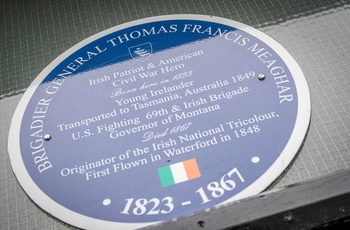 BRIGADIER GENERAL THOMAS FRANCIS MEAGHAR
Irish Patriot & American
Civil War Hero
Born here in 1823
Young Irelander
Transported to Tasmania, Australia 1849
U.S. Fighting 69th & Irish Brigade
Governor of Montana
Died 1867
Originator of the Irish National Tricolour,
First Flown in Waterford in 1848
• 1823 - 1867 •